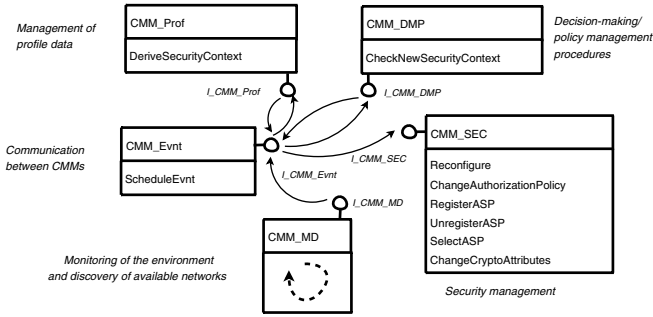 Management of
profile data
CMM_Prof
DeriveSecurityContext
CMM_DMP
CheckNewSecurityContext
Decision-making/
policy management
procedures
I_CMM_Prof
I_CMM_DMP
Communication
between CMMs
CMM_Evnt
ScheduleEvnt
I_CMM_SEC
I_CMM_Evnt
CMM_SEC
Reconfigure
ChangeAuthorizationPolicy
RegisterASP
UnregisterASP
SelectASP
ChangeCryptoAttributes
I_CMM_MD
CMM_MD
Monitoring of the environment
and discovery of available networks
Security management